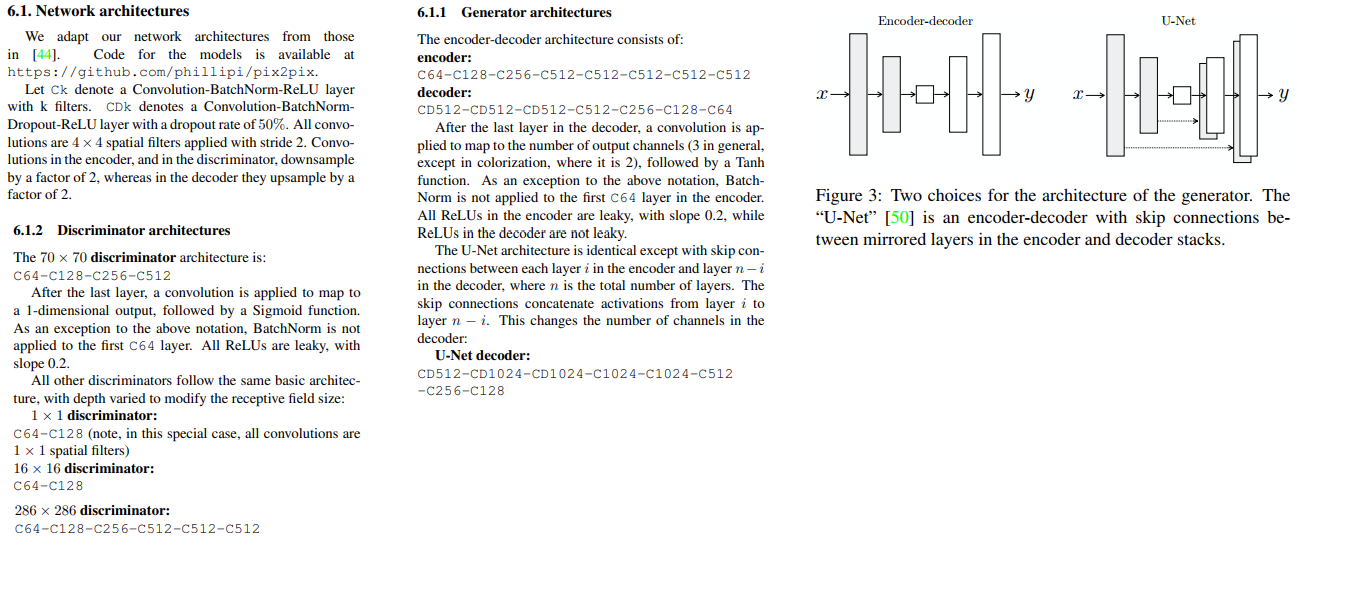 6.1. Network architectures
We adapt our network architectures from those
in [44]. Code for the models is available at
https://github.com/phillipi/pix2pix.
Let Ck denote a Convolution-BatchNorm-ReLU layer
with k filters. CDk denotes a Convolution-BatchNorm-
Dropout-ReLU layer with a dropout rate of 50%. All convo-
lutions are 4 × 4 spatial filters applied with stride 2. Convo-
lutions in the encoder, and in the discriminator, downsample
by a factor of 2, whereas in the decoder they upsample by a
factor of 2.
6.1.2 Discriminator architectures
The 70 × 70 discriminator architecture is:
C64-C128-C256-C512
After the last layer, a convolution is applied to map to
a 1-dimensional output, followed by a Sigmoid function.
As an exception to the above notation, BatchNorm is not
applied to the first C64 layer. All ReLUs are leaky, with
slope 0.2.
All other discriminators follow the same basic architec-
ture, with depth varied to modify the receptive field size:
1 × 1 discriminator:
C64-C128 (note, in this special case, all convolutions are
1 × 1 spatial filters)
16 × 16 discriminator:
C64-C128
286 × 286 discriminator:
C64-C128-C256-C512-C512-C512
6.1.1 Generator architectures
The encoder-decoder architecture consists of:
encoder:
C64-C128-C256-C512-C512-C512-C512-C512
decoder:
CD512-CD512-CD512-C512-C256-C128-C64
After the last layer in the decoder, a convolution is ap-
plied to map to the number of output channels (3 in general,
except in colorization, where it is 2), followed by a Tanh
function. As an exception to the above notation, Batch-
Norm is not applied to the first C64 layer in the encoder.
All ReLUs in the encoder are leaky, with slope 0.2, while
ReLUs in the decoder are not leaky.
The U-Net architecture is identical except with skip con-
nections between each layer i in the encoder and layer n − i
in the decoder, where n is the total number of layers. The
skip connections concatenate activations from layer i to
layer n − i. This changes the number of channels in the
decoder:
U-Net decoder:
CD512-CD1024-CD1024-C1024-C1024-C512
-C256-C128
Encoder-decoder
x
y
U-Net
x
y
Figure 3: Two choices for the architecture of the generator. The
“U-Net” [50] is an encoder-decoder with skip connections be-
tween mirrored layers in the encoder and decoder stacks.